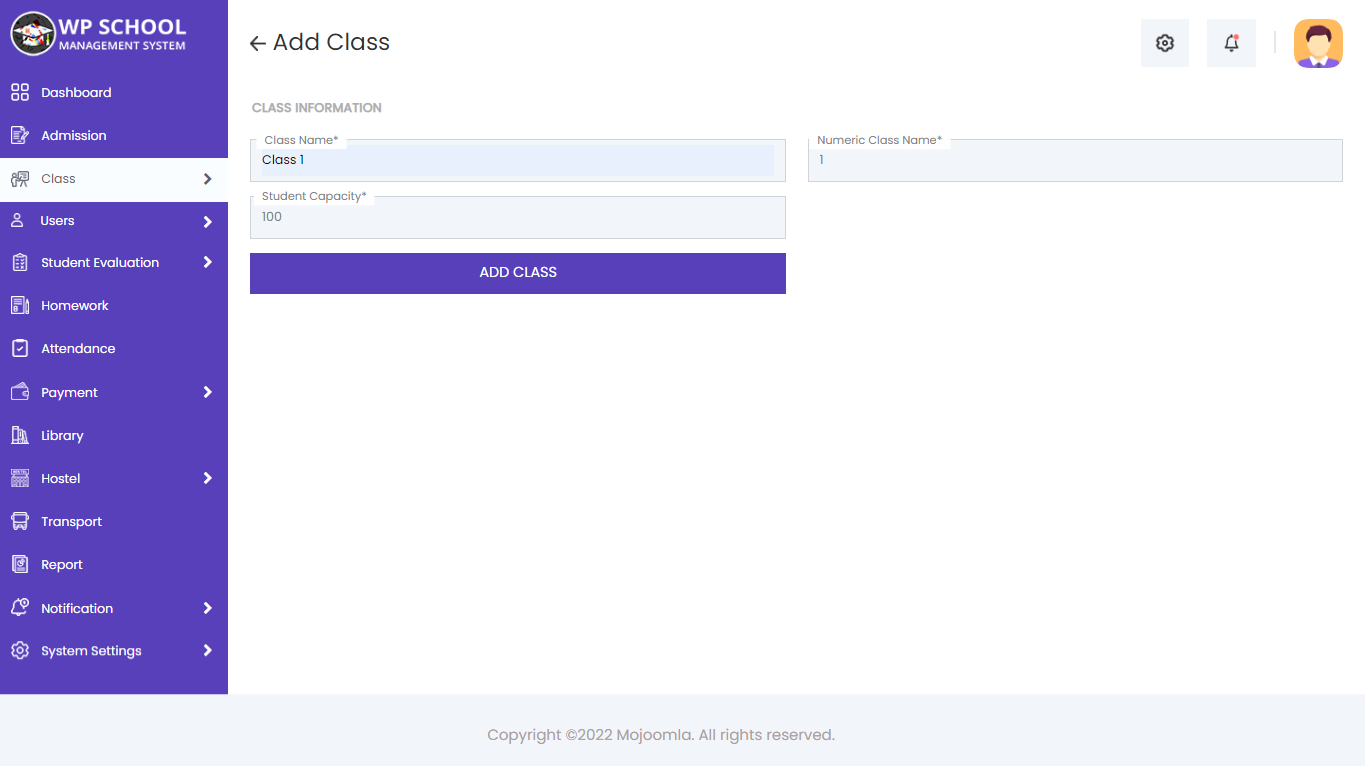 WP SCHOOL
MANAGEMENT SYSTEM
Dashboard
Admission
Class
Users
Student Evaluation
Homework
Attendance
Payment
Library
Hostel
Transport
Report
Notification
System Settings
Add Class
CLASS INFORMATION
Class Name*
Class 1
Numeric Class Name*
1
Student Capacity*
100
ADD CLASS
Copyright ©2022 Mojoomla. All rights reserved.